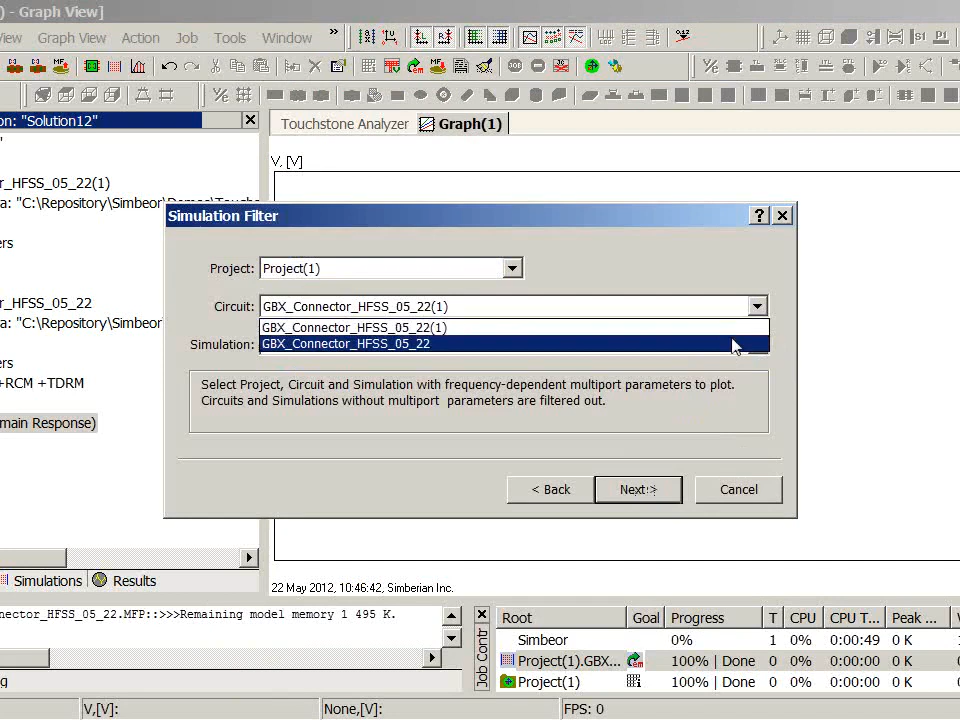 ) - Graph View]
View Graph View Action Job Tools Window »
on: "Solution12"
Touchstone Analyzer Graph(1)
V, [V]
or_HFSS_05_22(1)
a: "C:\Repository\Simbeor\Demos\Touchs
ers
_HFSS_05_22
a: "C:\Repository\Simbeor
ers
+RCM +TDRM
main Response)
Simulation Filter
Project: Project(1)
Circuit: GBX_Connector_HFSS_05_22(1)
GBX_Connector_HFSS_05_22(1)
GBX_Connector_HFSS_05_22
Simulation:
Select Project, Circuit and Simulation with frequency-dependent multiport parameters to plot.
Circuits and Simulations without multiport parameters are filtered out.
< Back Next > Cancel
Simulations Results
22 May 2012, 10:46:42, Simberian Inc.
nector_HFSS_05_22.MFP::>>>Remaining model memory 1 495 K.
Job Contr
Root Goal Progress T CPU CPU T... Peak ...
Simbeor 0% 1 0% 0:00:49 0 K
Project(1).GBX... 100% | Done 0 0% 0:00:00 0 K
Project(1) 100% | Done 0 0% 0:00:00 0 K
g
V,[V]: None,[V]: FPS: 0